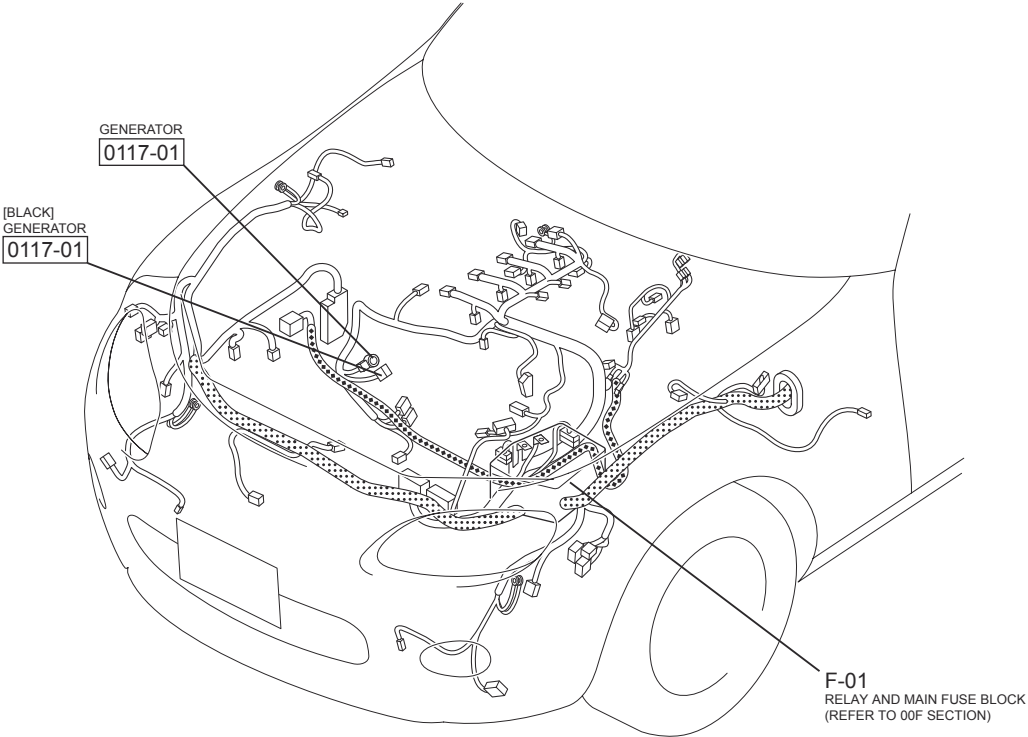 GENERATOR
0117-01
[BLACK]
GENERATOR
0117-01
F-01
RELAY AND MAIN FUSE BLOCK
(REFER TO 00F SECTION)